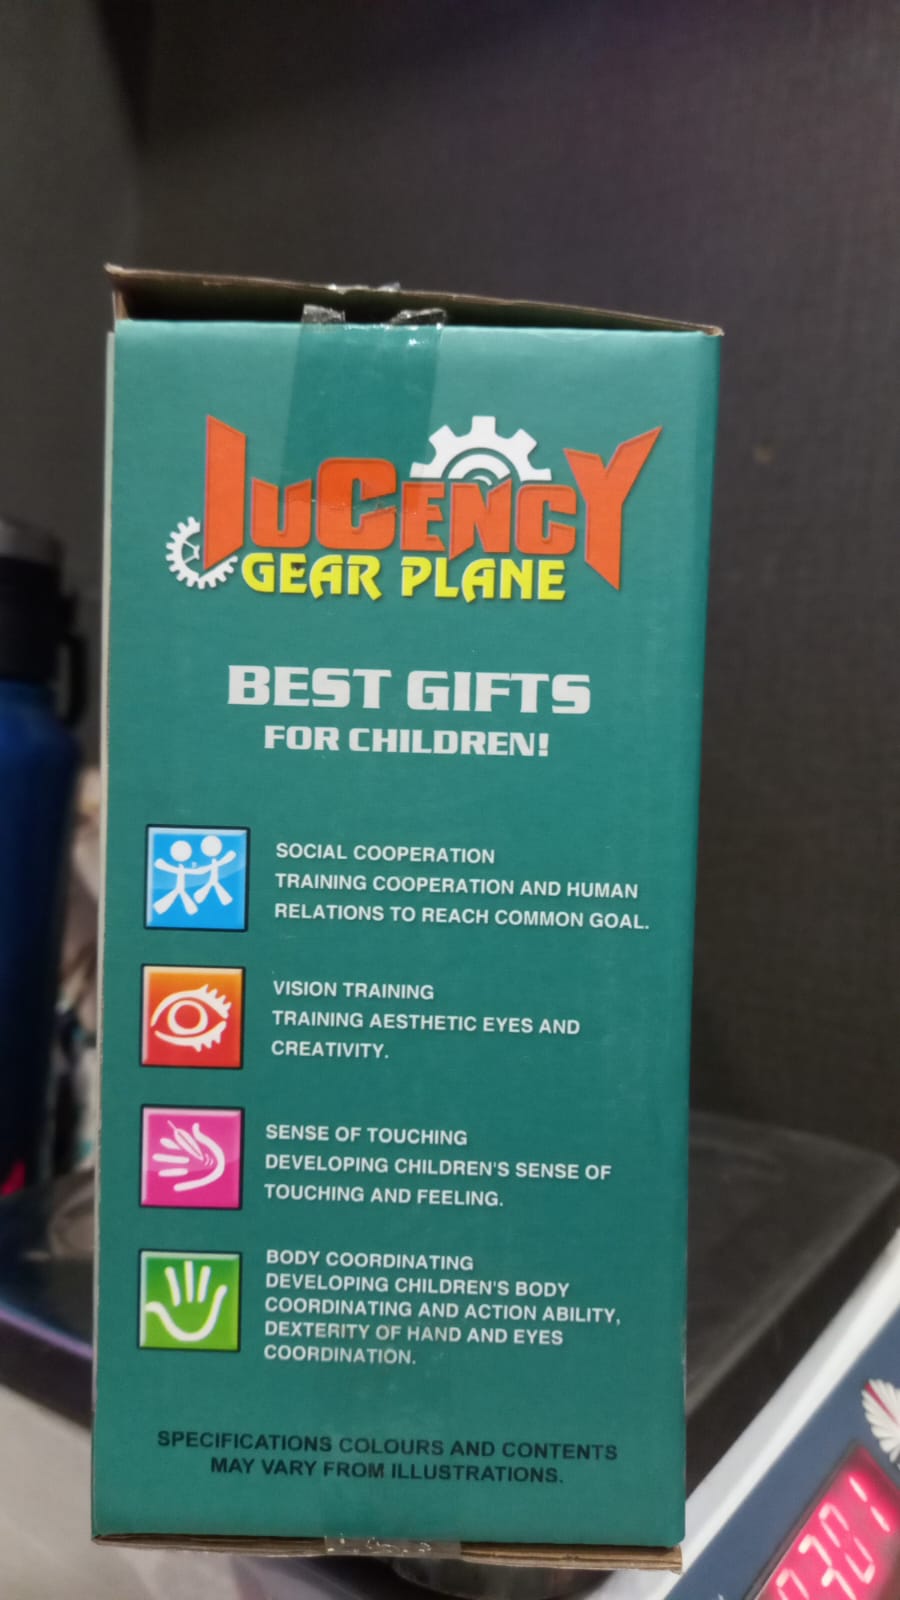 LUCENCY
GEAR PLANE
BEST GIFTS
FOR CHILDREN!
SOCIAL COOPERATION
TRAINING COOPERATION AND HUMAN
RELATIONS TO REACH COMMON GOAL.
VISION TRAINING
TRAINING AESTHETIC EYES AND
CREATIVITY.
SENSE OF TOUCHING
DEVELOPING CHILDREN'S SENSE OF
TOUCHING AND FEELING.
BODY COORDINATING
DEVELOPING CHILDREN'S BODY
COORDINATING AND ACTION ABILITY,
DEXTERITY OF HAND AND EYES
COORDINATION.
SPECIFICATIONS COLOURS AND CONTENTS
MAY VARY FROM ILLUSTRATIONS.